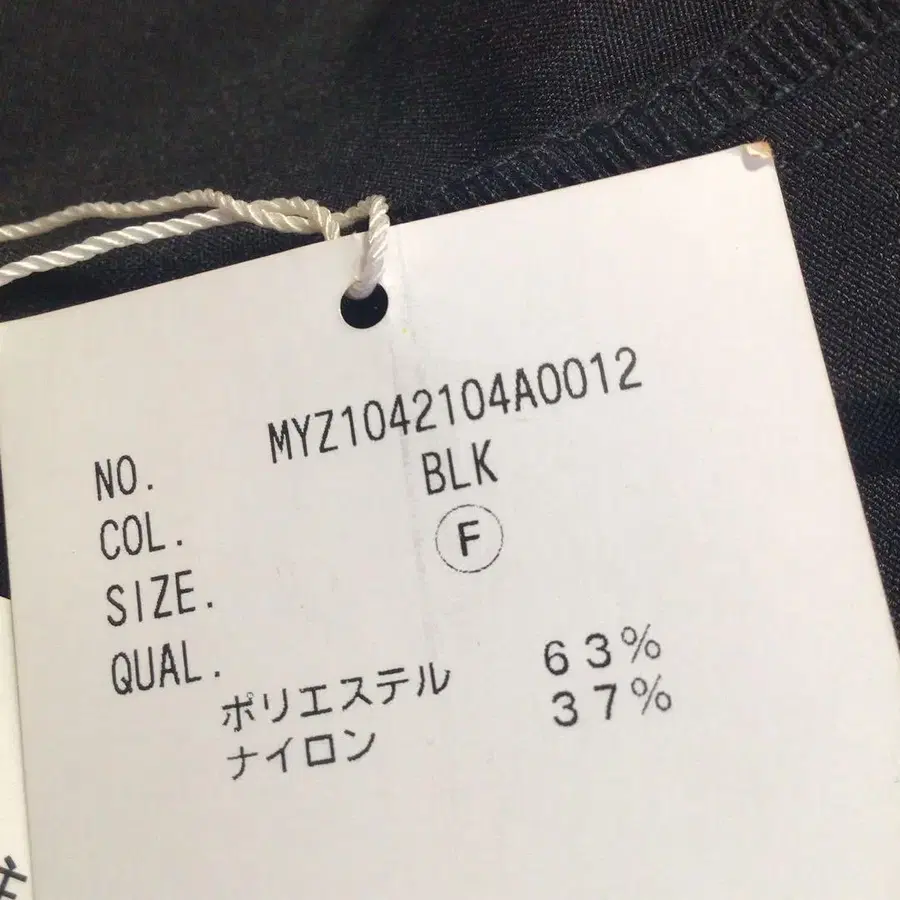 NO. MYZ1042104A0012
COL. BLK
SIZE. F
QUAL.
ポリエステル 63%
ナイロン 37%